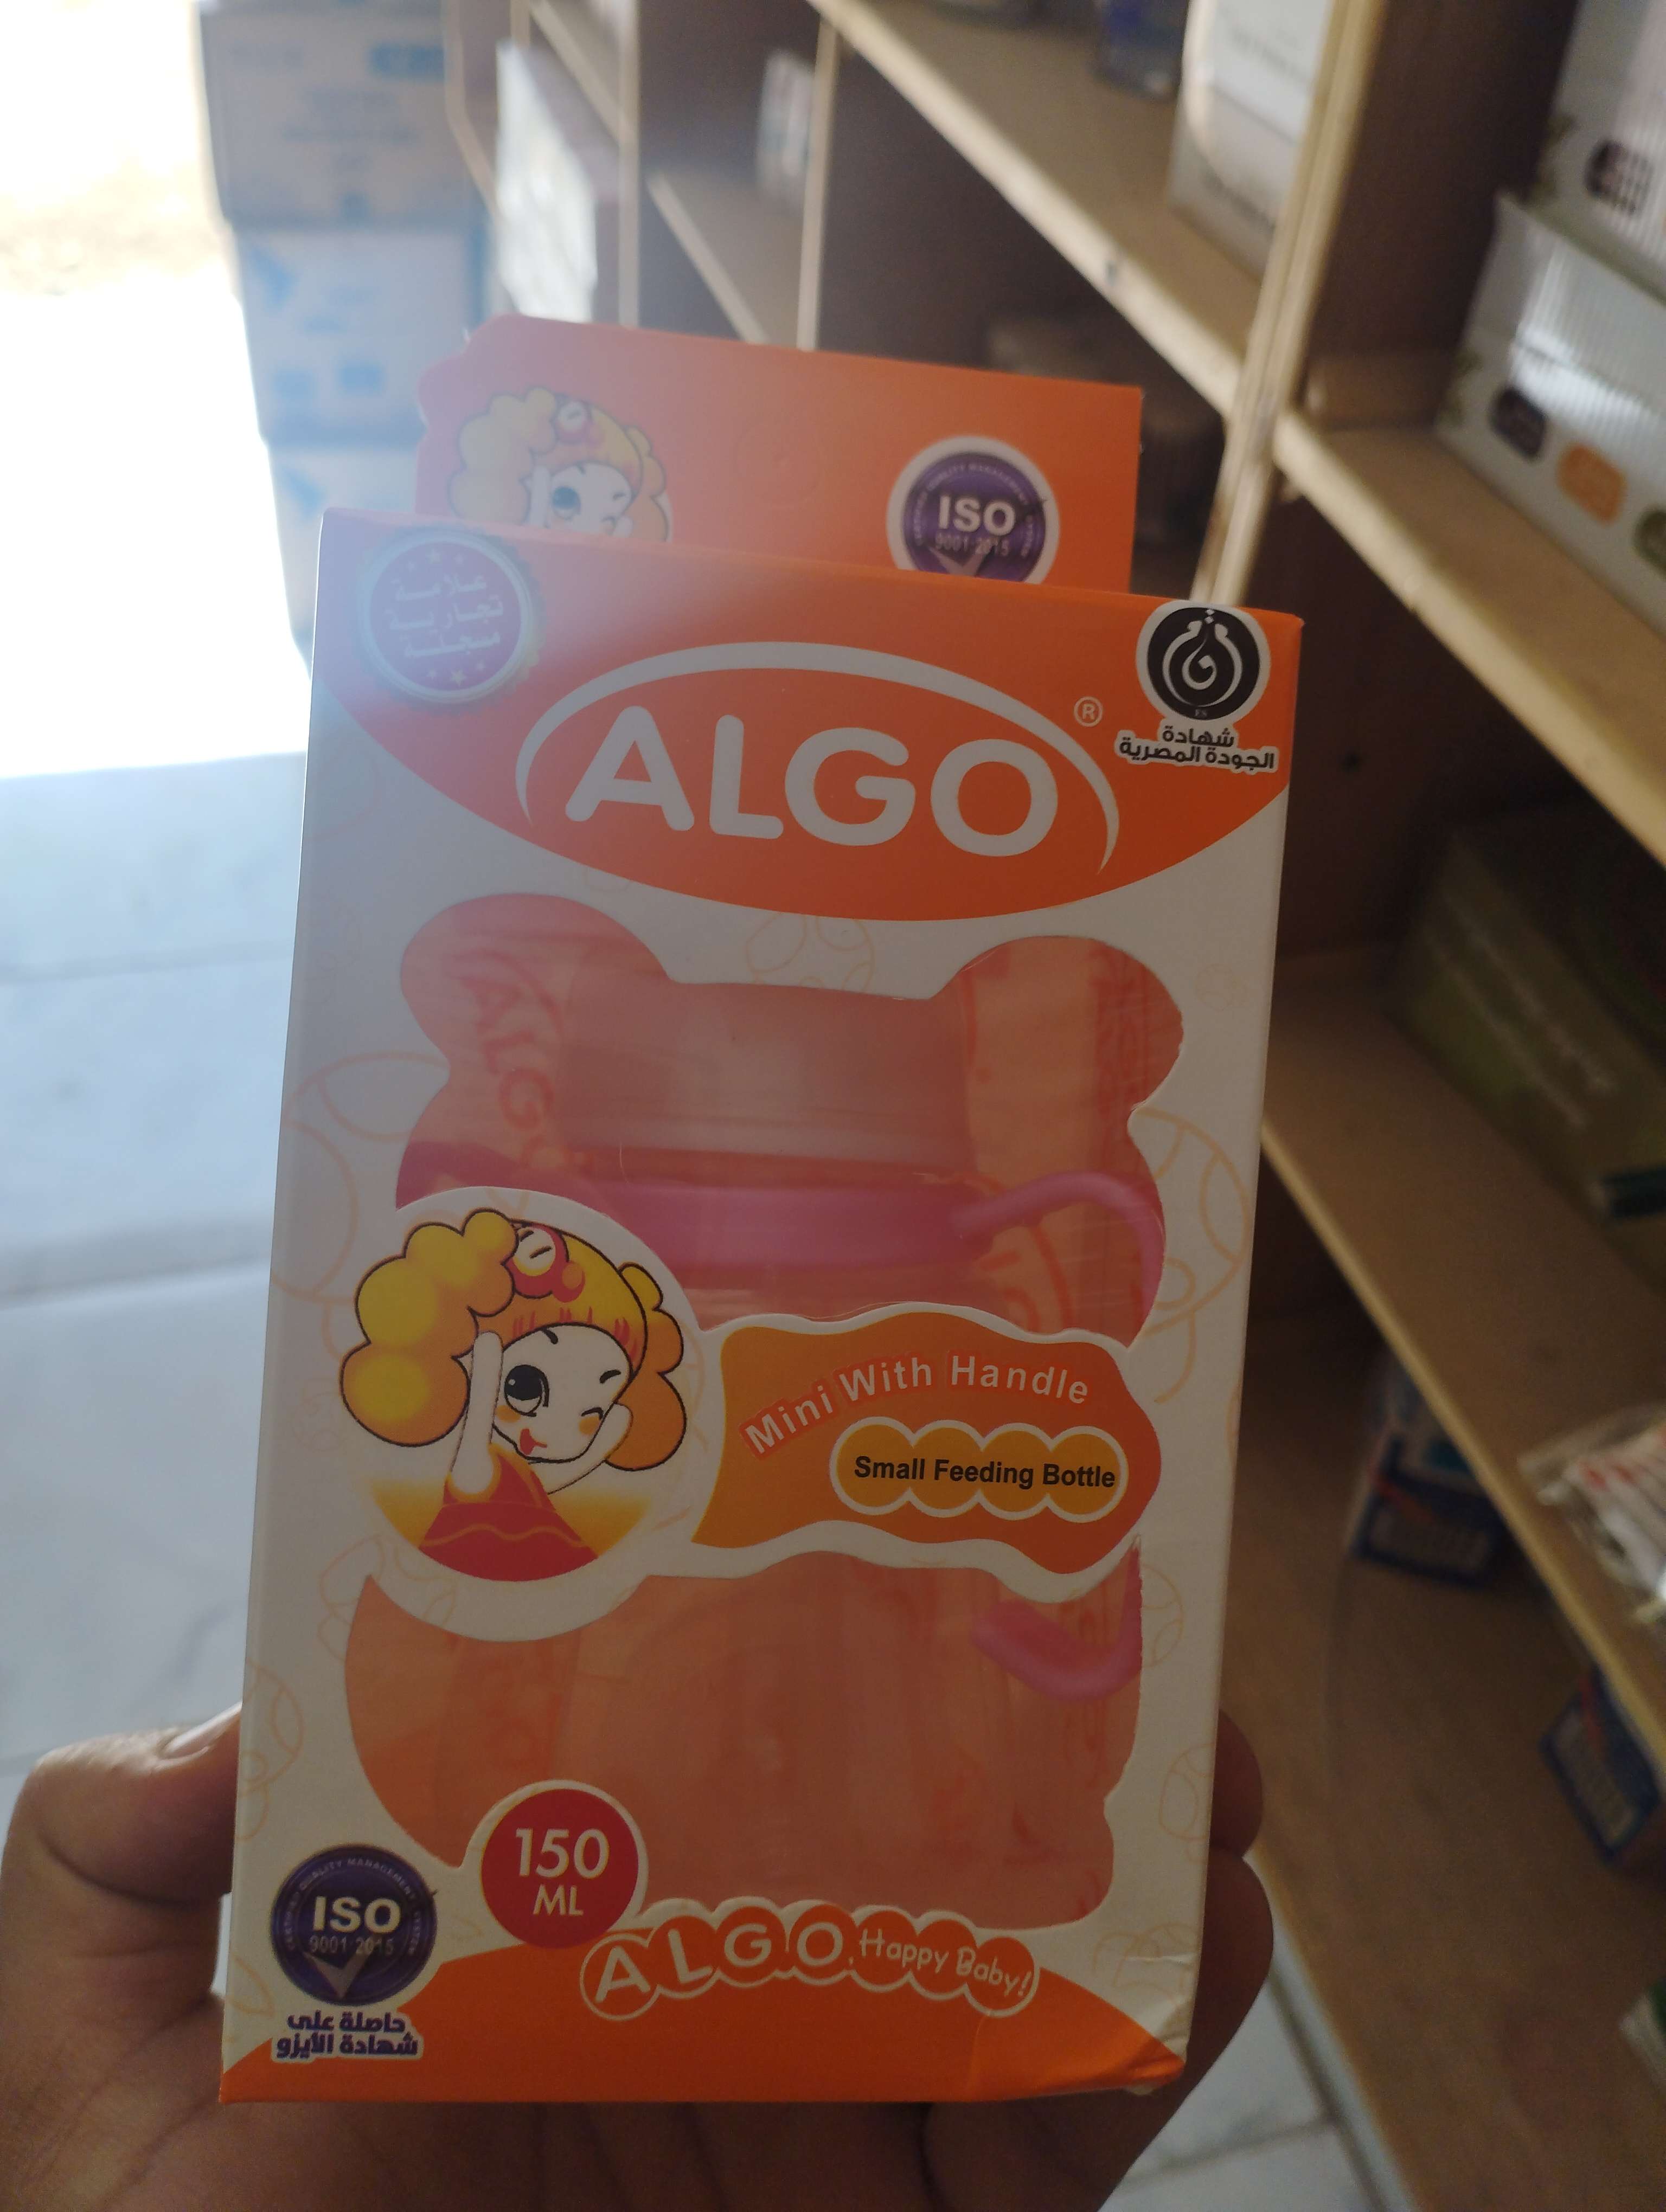 ISO
9001:2015
علامة
تجارية
مسجلة
ALGO
®
شهادة
الجودة المصرية
ALGO
Mini With Handle
Small Feeding Bottle
150
ML
ISO
9001:2015
حاصلة على
شهادة الأيزو
ALGO Happy Baby!